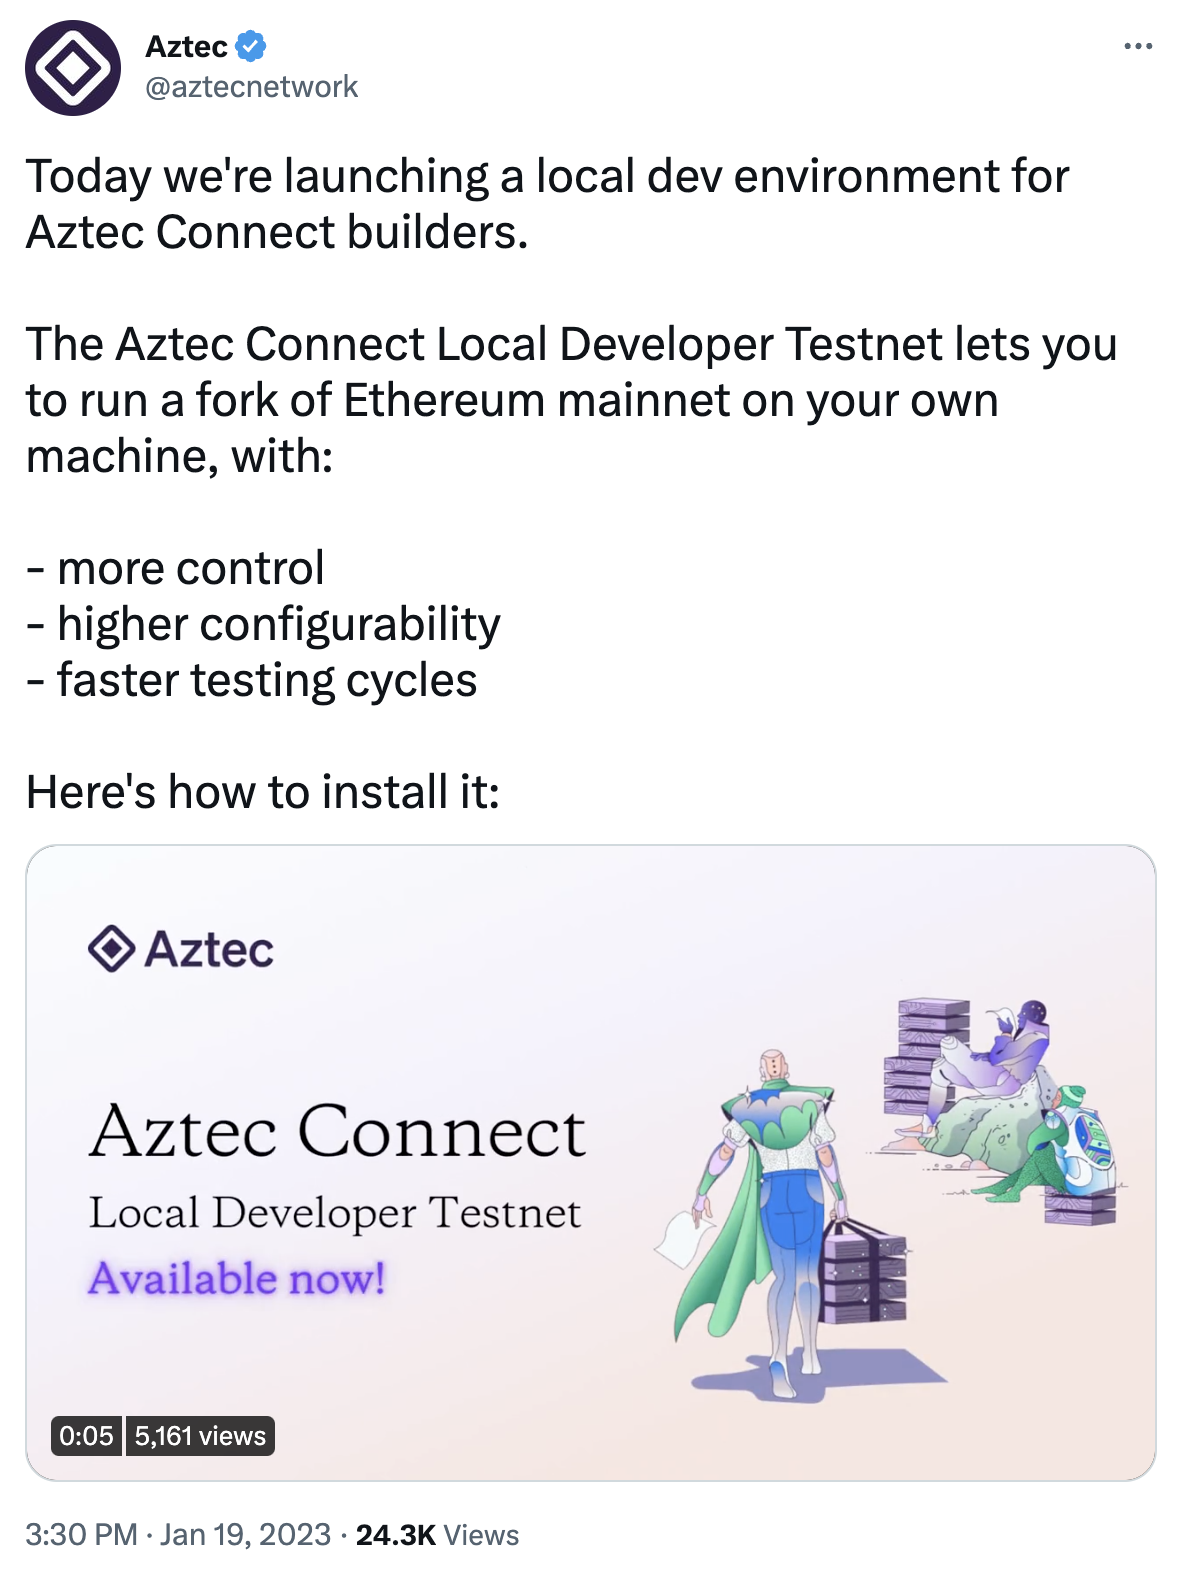 Aztec
@aztecnetwork
Today we're launching a local dev environment for
Aztec Connect builders.
The Aztec Connect Local Developer Testnet lets you
to run a fork of Ethereum mainnet on your own
machine, with:
- more control
- higher configurability
- faster testing cycles
Here's how to install it:
Aztec
Aztec Connect
Local Developer Testnet
Available now!
0:05 5,161 views
3:30 PM · Jan 19, 2023 · 24.3K Views